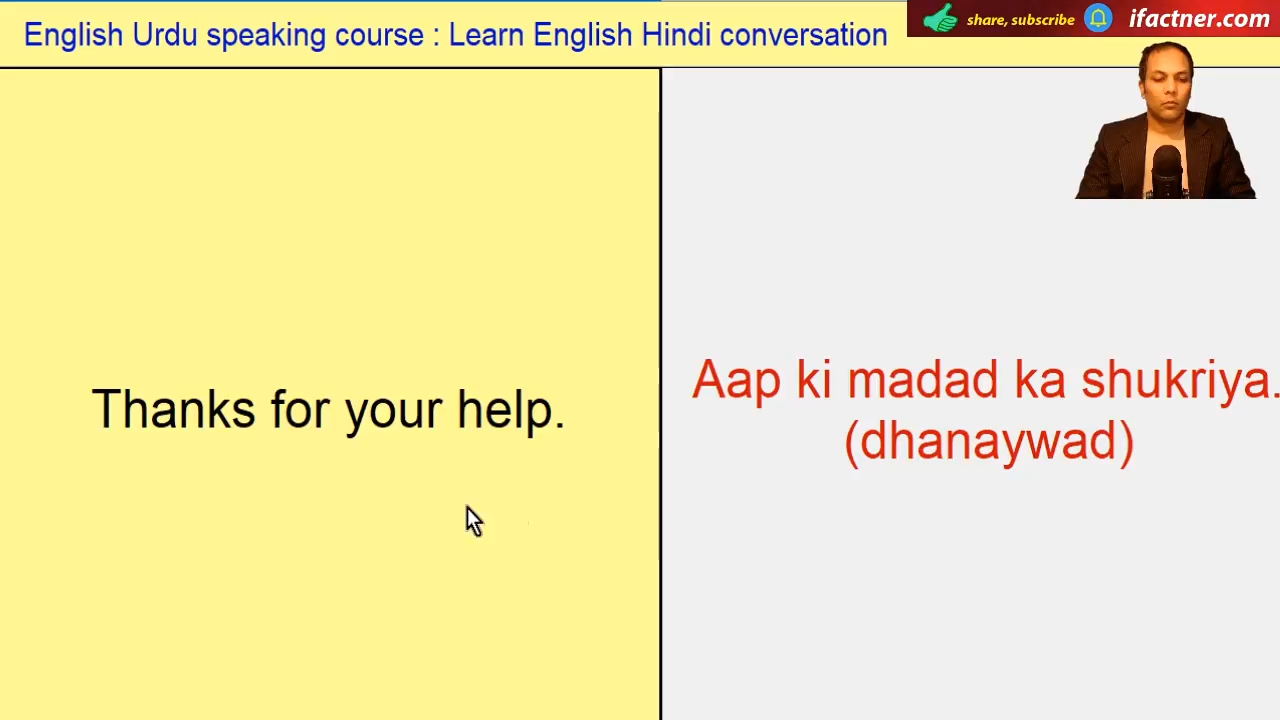 English Urdu speaking course : Learn English Hindi conversation
share, subscribe
ifactner.com
Thanks for your help.
Aap ki madad ka shukriya.
(dhanaywad)